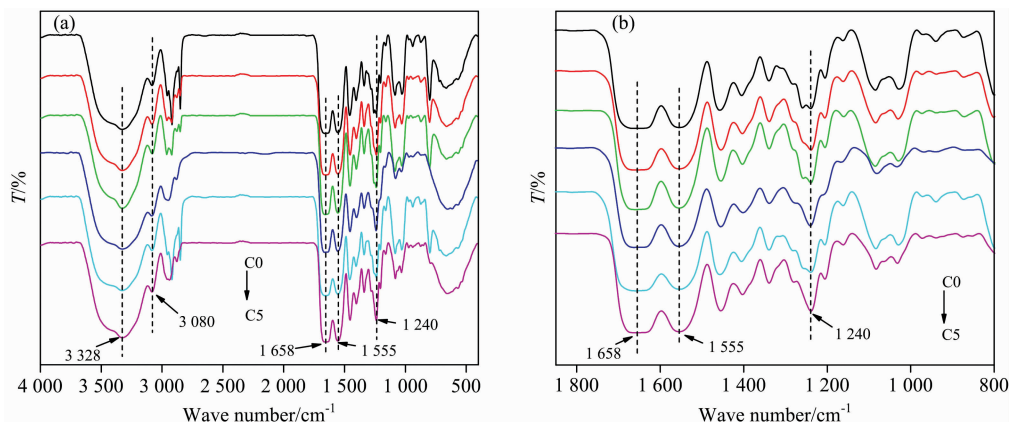 (a)
T/%
C0
C5
3 080
3 328
1 658
1 555
1 240
4 000 3 500 3 000 2 500 2 000 1 500 1 000 500
Wave number/cm-1
(b)
T/%
C0
C5
1 240
1 658
1 555
1 800 1 600 1 400 1 200 1 000 800
Wave number/cm-1